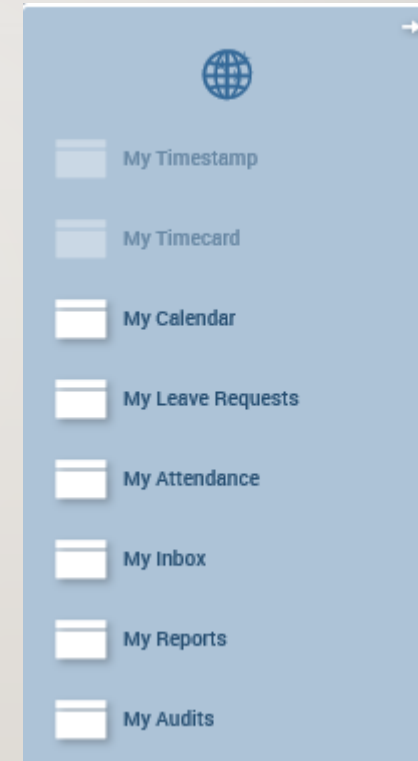 My Timestamp
My Timecard
My Calendar
My Leave Requests
My Attendance
My Inbox
My Reports
My Audits